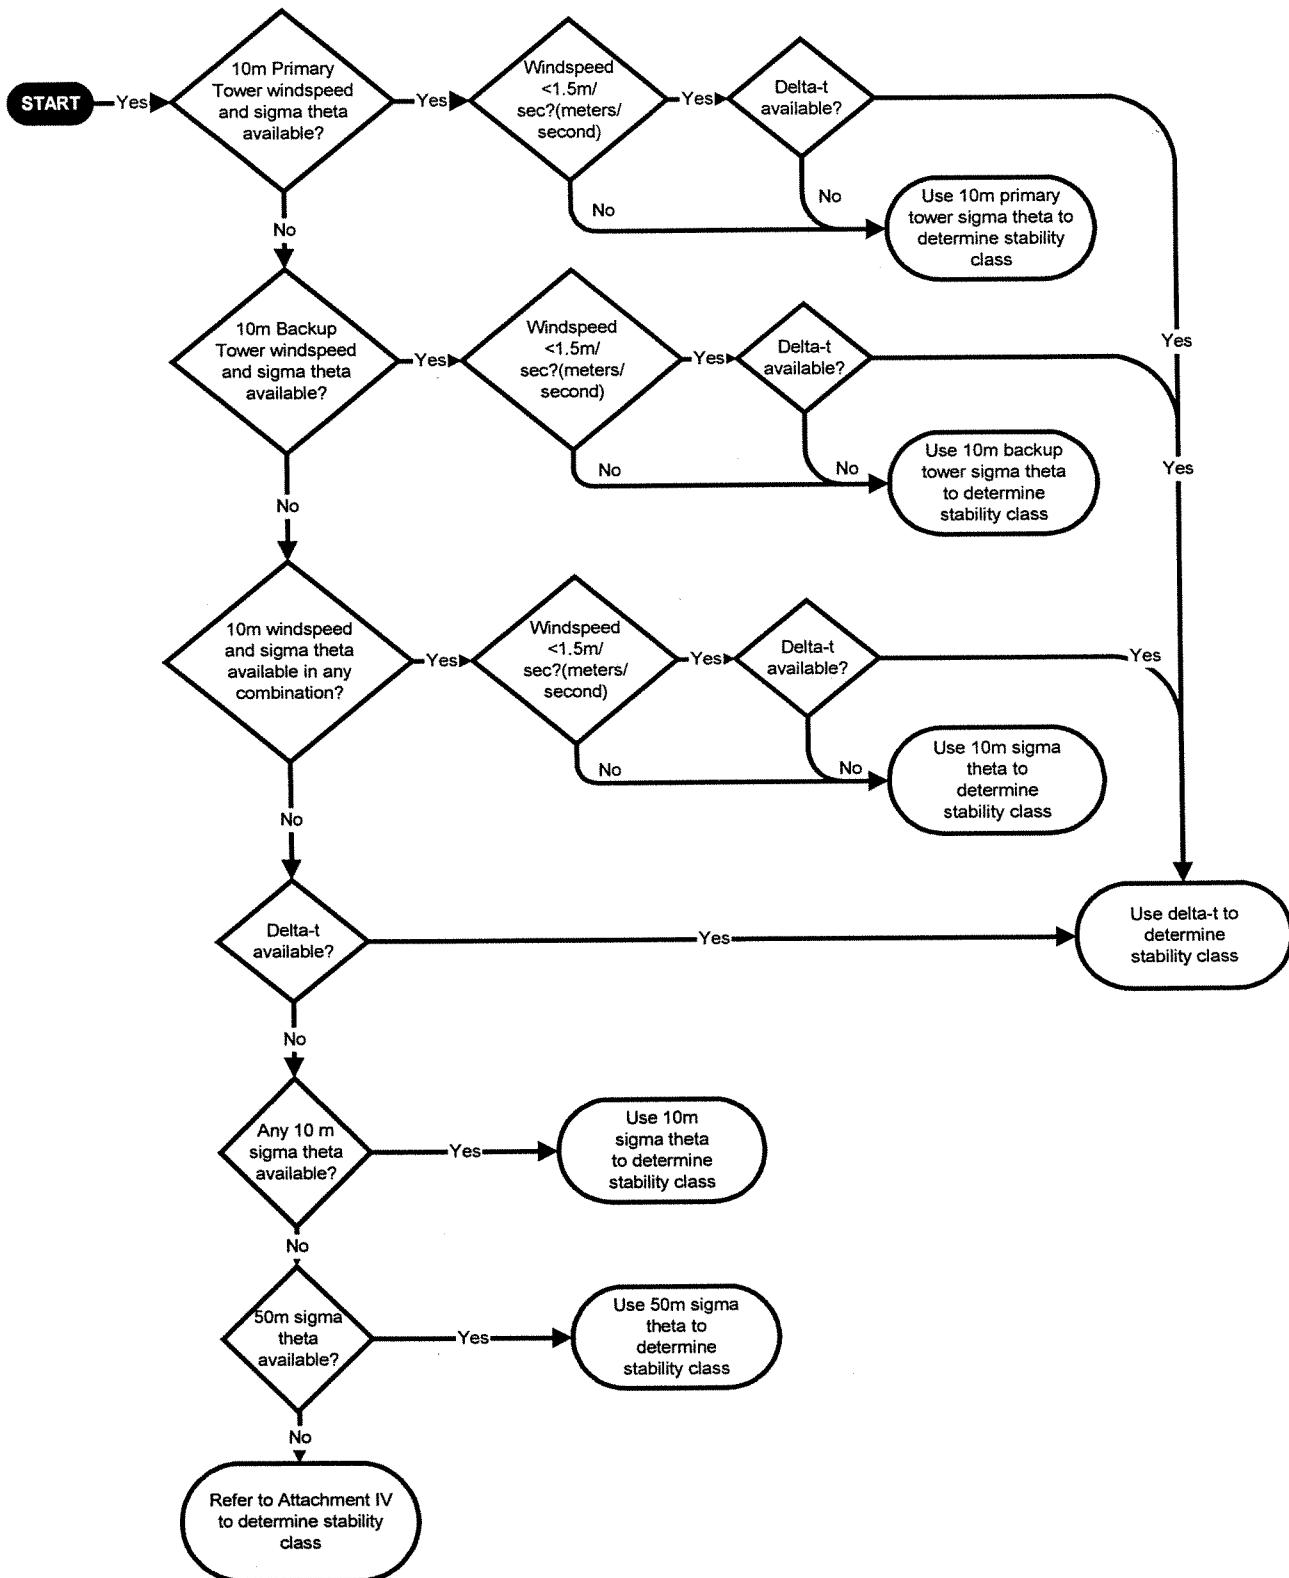 START
Yes
10m Primary
Tower windspeed
and sigma theta
available?
Yes
Windspeed
<1.5m/
sec?(meters/
second)
Yes
Delta-t
available?
No
No
Use 10m primary
tower sigma theta to
determine stability
class
No
Yes
10m Backup
Tower windspeed
and sigma theta
available?
Yes
Windspeed
<1.5m/
sec?(meters/
second)
Yes
Delta-t
available?
Yes
No
No
Use 10m backup
tower sigma theta
to determine
stability class
No
10m windspeed
and sigma theta
available in any
combination?
Yes
Windspeed
<1.5m/
sec?(meters/
second)
Yes
Delta-t
available?
Yes
No
No
Use 10m sigma
theta to
determine
stability class
No
Delta-t
available?
Yes
Use delta-t to
determine
stability class
No
Any 10 m
sigma theta
available?
Yes
Use 10m
sigma theta
to determine
stability class
No
50m sigma
theta
available?
Yes
Use 50m sigma
theta to
determine
stability class
No
Refer to Attachment IV
to determine stability
class